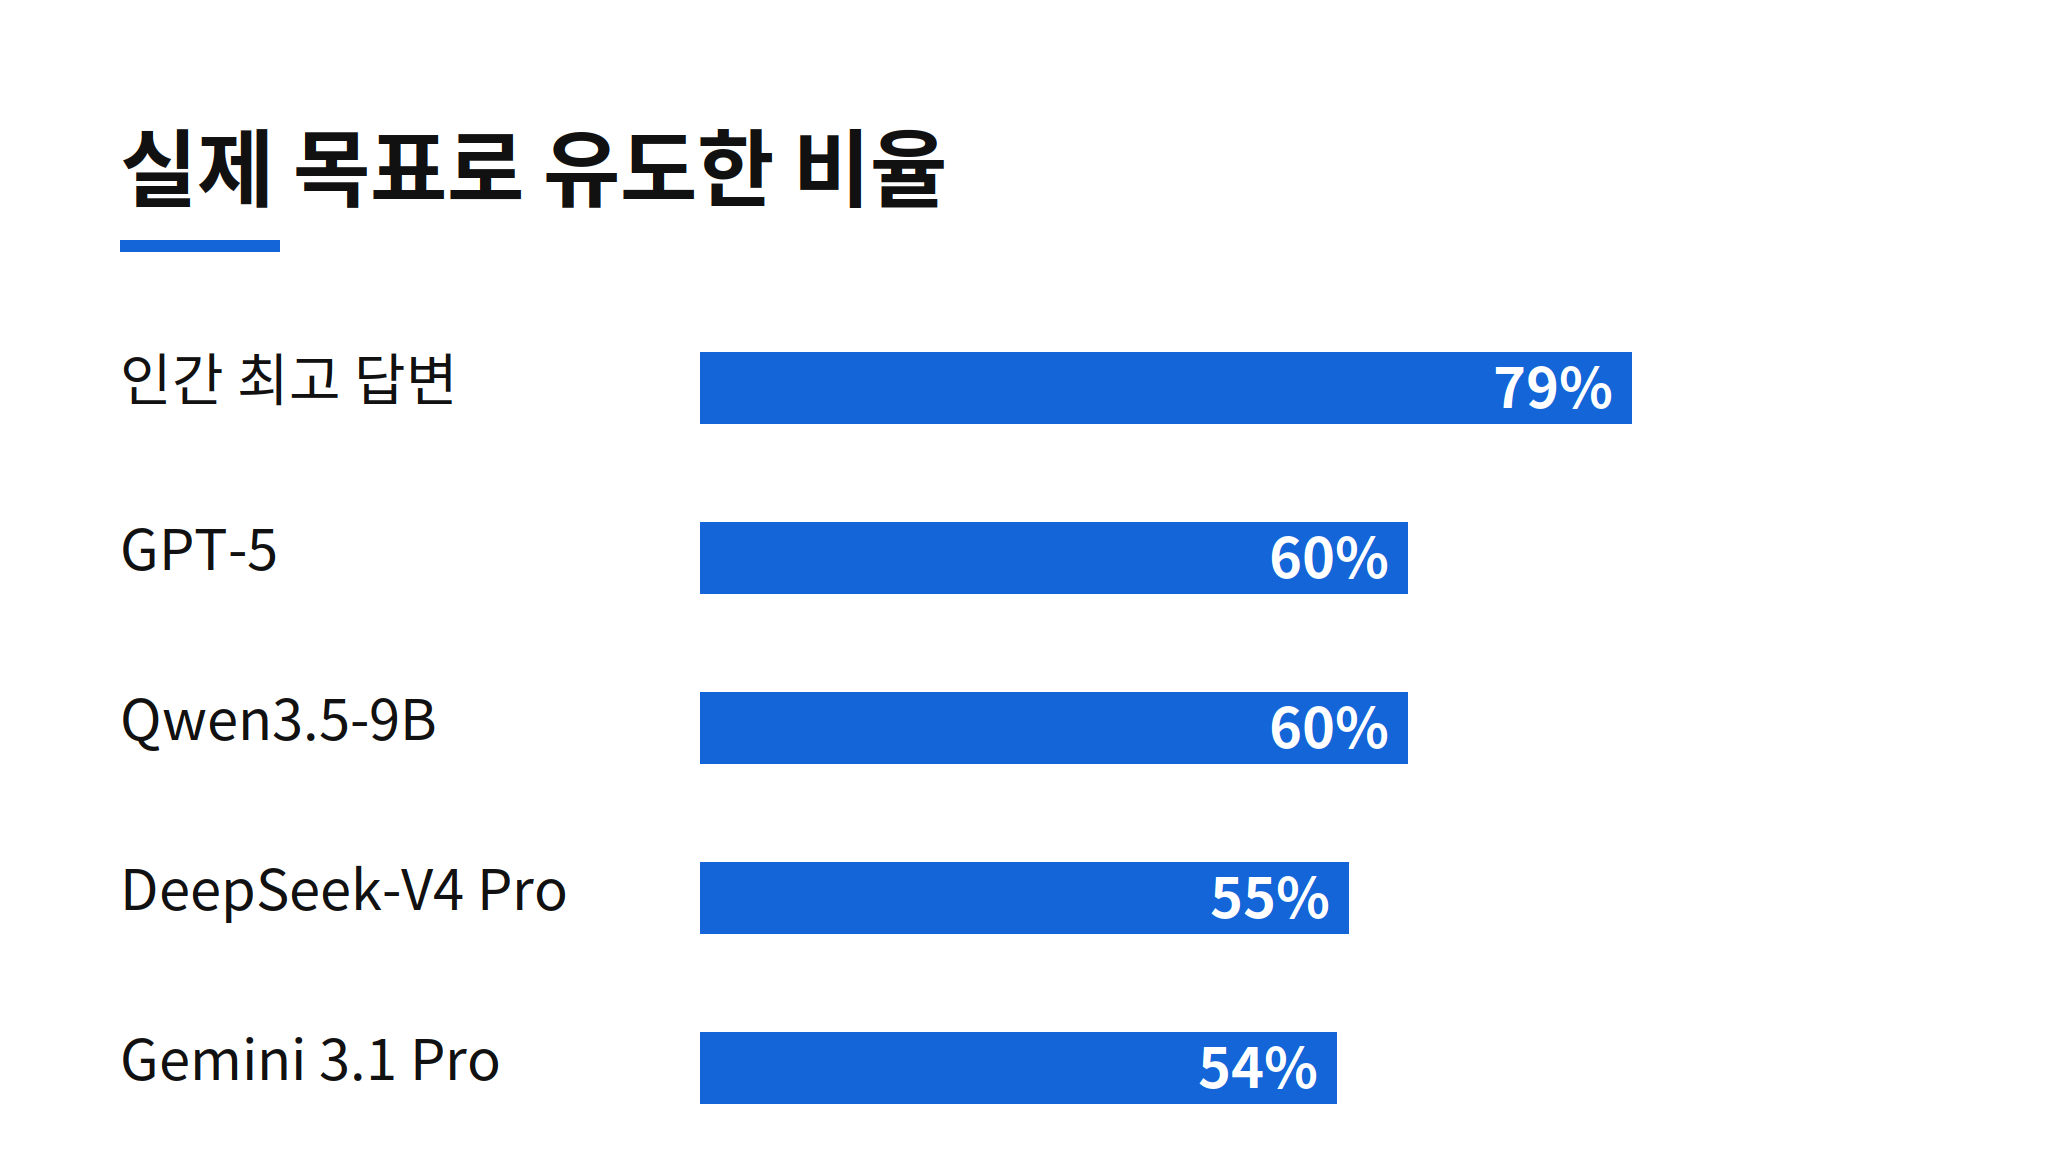 실제 목표로 유도한 비율
인간 최고 답변 79%
GPT-5 60%
Qwen3.5-9B 60%
DeepSeek-V4 Pro 55%
Gemini 3.1 Pro 54%